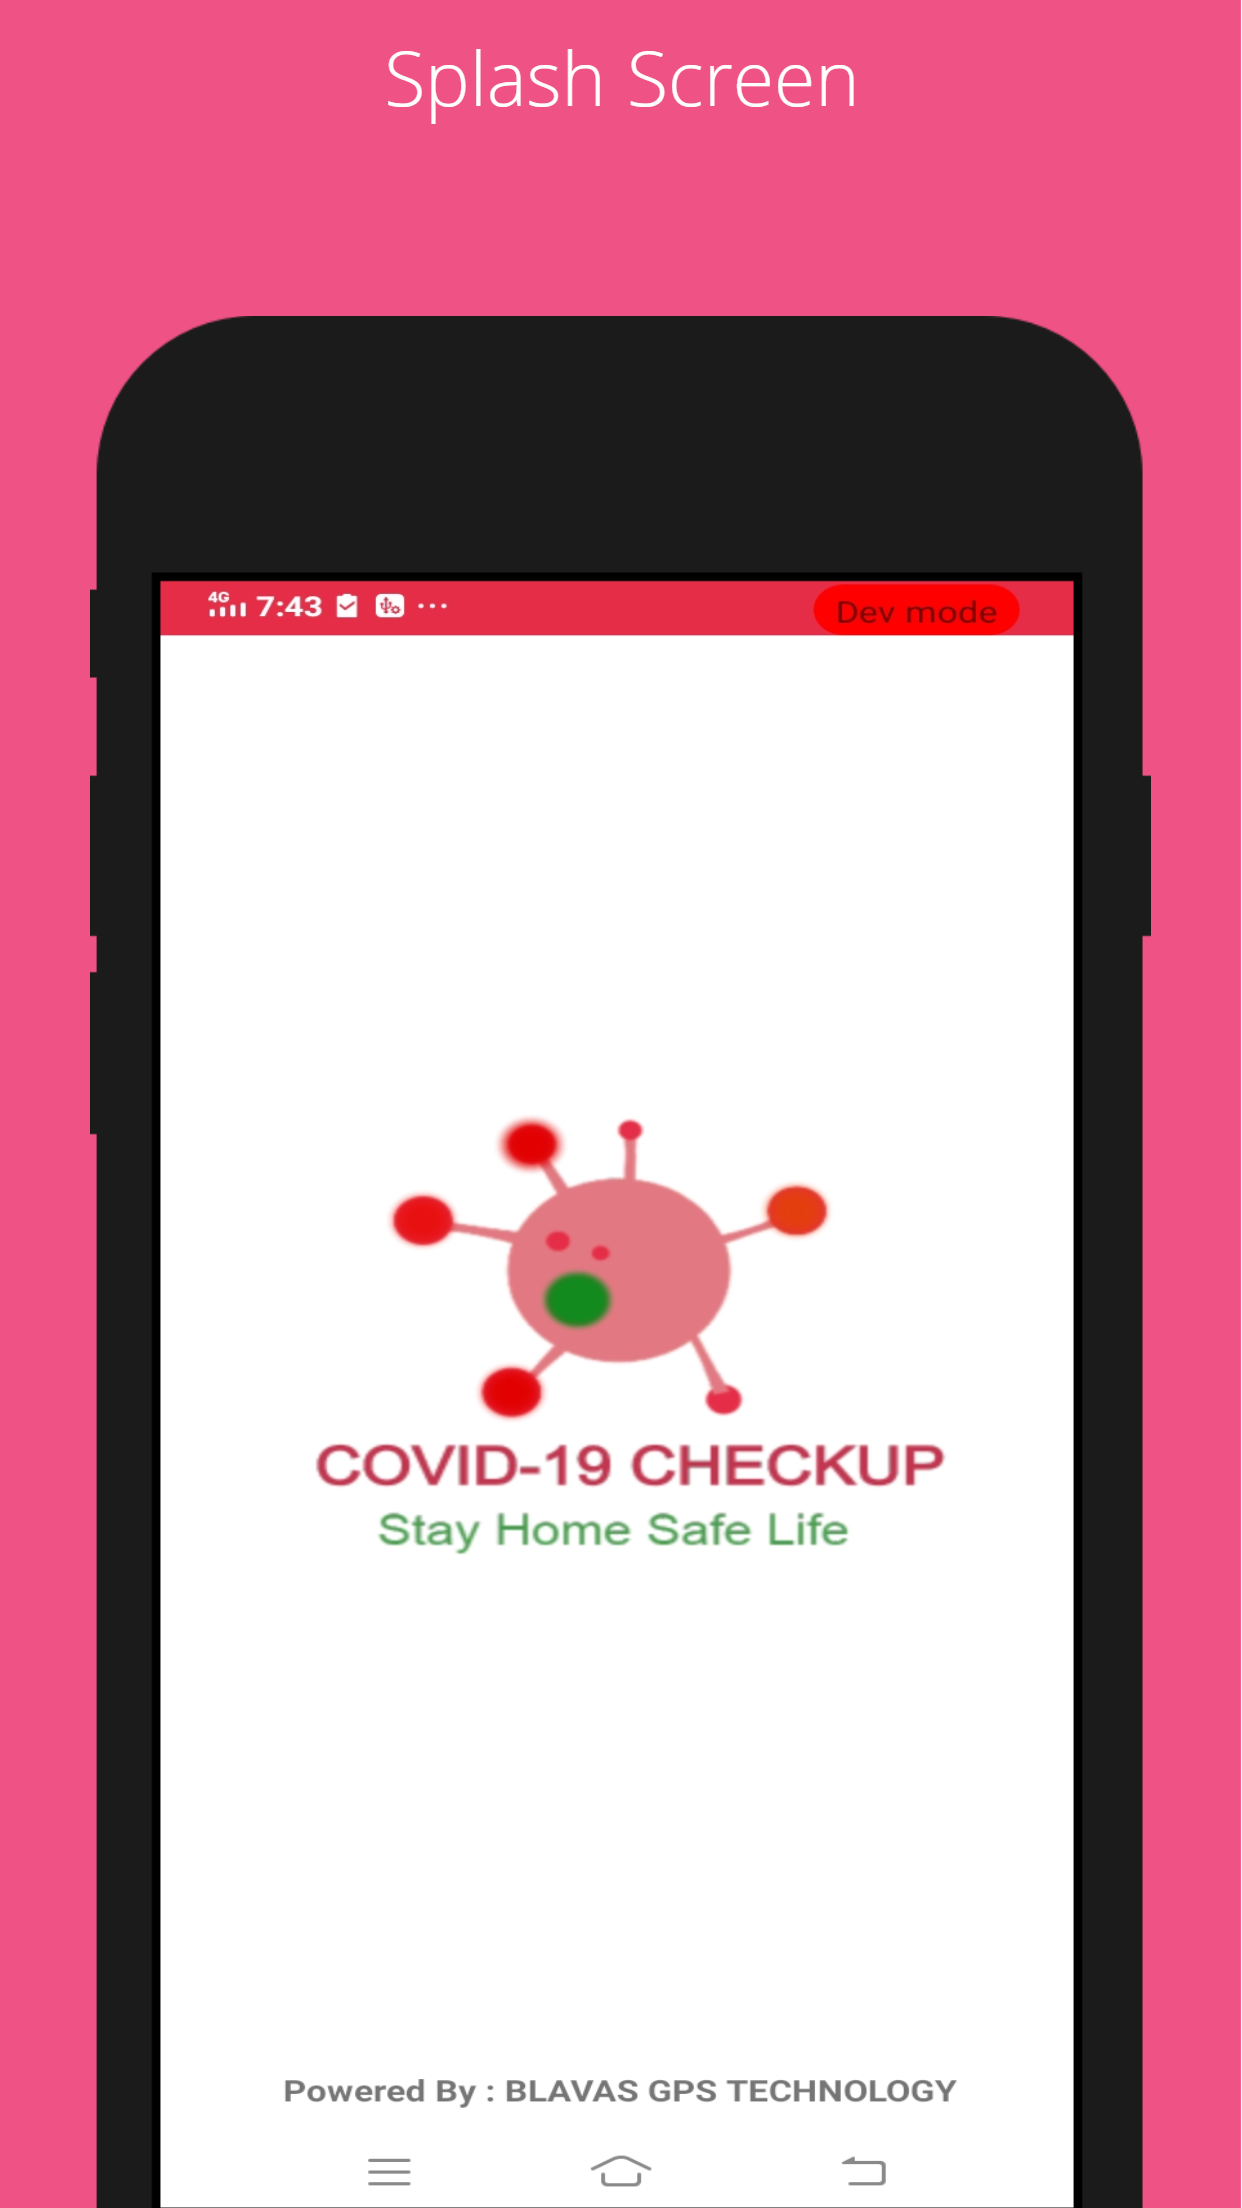 Splash Screen
4G 7:43 ...
Dev mode
COVID-19 CHECKUP
Stay Home Safe Life
Powered By : BLAVAS GPS TECHNOLOGY